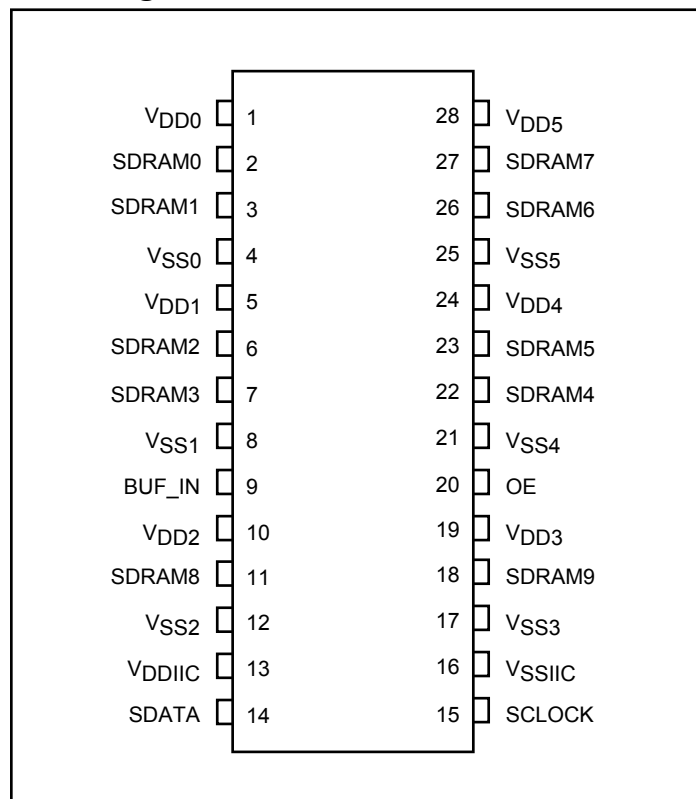 VDD0 1 28 VDD5
SDRAM0 2 27 SDRAM7
SDRAM1 3 26 SDRAM6
VSS0 4 25 VSS5
VDD1 5 24 VDD4
SDRAM2 6 23 SDRAM5
SDRAM3 7 22 SDRAM4
VSS1 8 21 VSS4
BUF_IN 9 20 OE
VDD2 10 19 VDD3
SDRAM8 11 18 SDRAM9
VSS2 12 17 VSS3
VDDIIC 13 16 VSSIIC
SDATA 14 15 SCLOCK